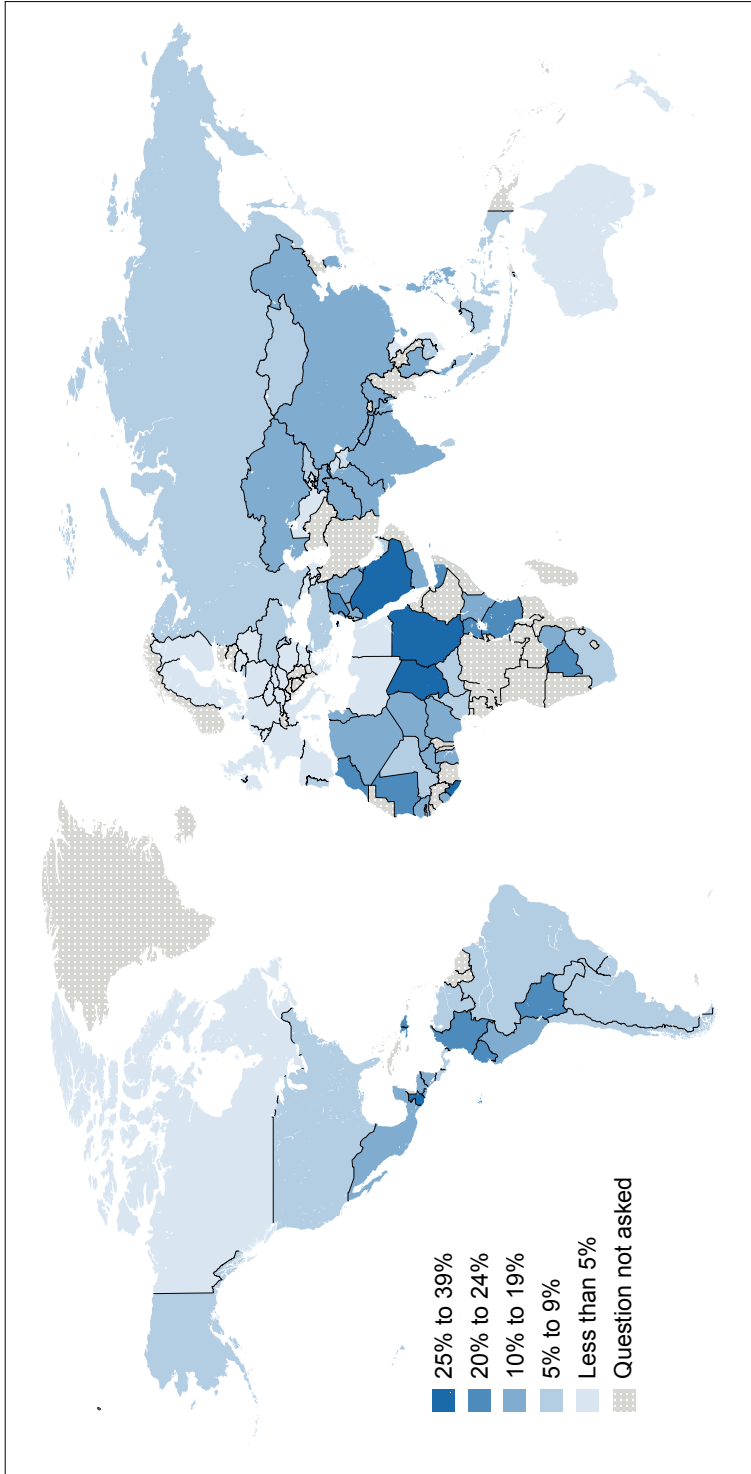 25% to 39%
20% to 24%
10% to 19%
5% to 9%
Less than 5%
Question not asked